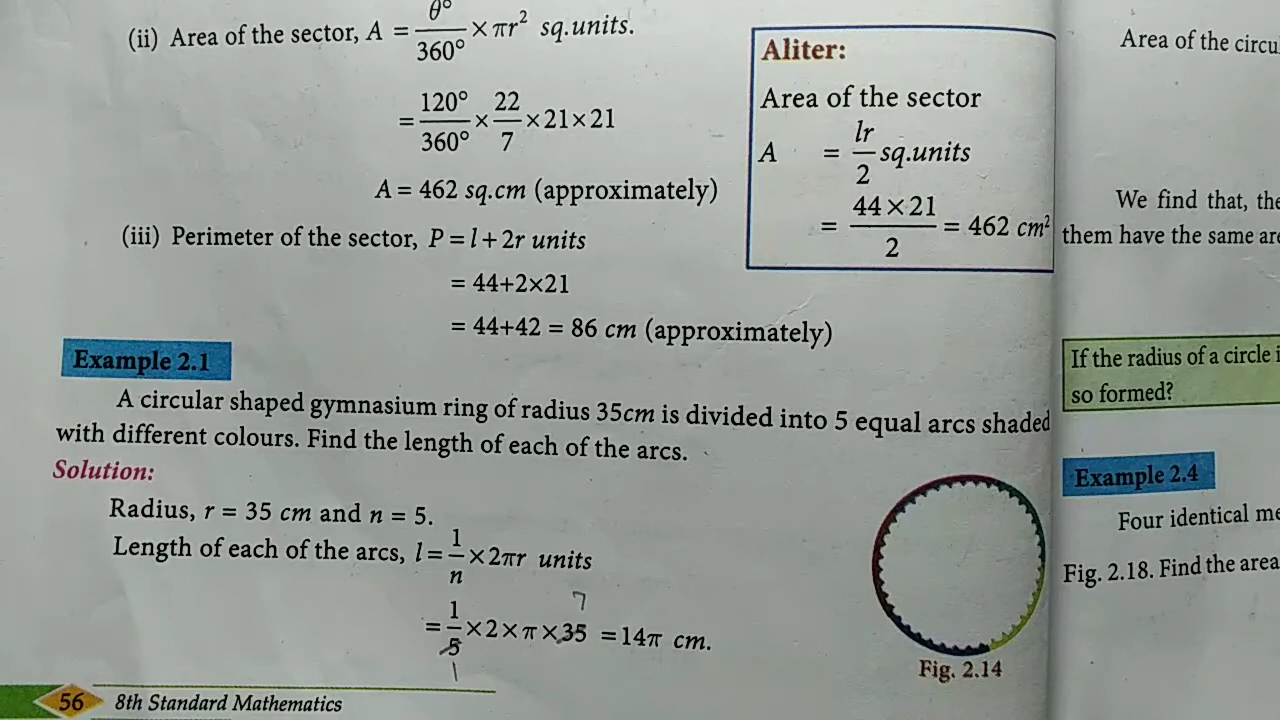 (ii) Area of the sector, A = θ°/360° × πr² sq.units.
= 120°/360° × 22/7 × 21 × 21
A = 462 sq.cm (approximately)
(iii) Perimeter of the sector, P = l + 2r units
= 44+2×21
= 44+42 = 86 cm (approximately)
Aliter:
Area of the sector
A = lr/2 sq.units
= 44×21/2 = 462 cm²
Example 2.1
A circular shaped gymnasium ring of radius 35cm is divided into 5 equal arcs shaded
with different colours. Find the length of each of the arcs.
Solution:
Radius, r = 35 cm and n = 5.
Length of each of the arcs, l = 1/n × 2πr units
7
= 1/5 × 2 × π × 35 = 14π cm.
1
Fig. 2.14
56 8th Standard Mathematics
Area of the
We find that,
them have the same
If the radius of a circle
so formed?
Example 2.4
Four identical
Fig. 2.18. Find the area